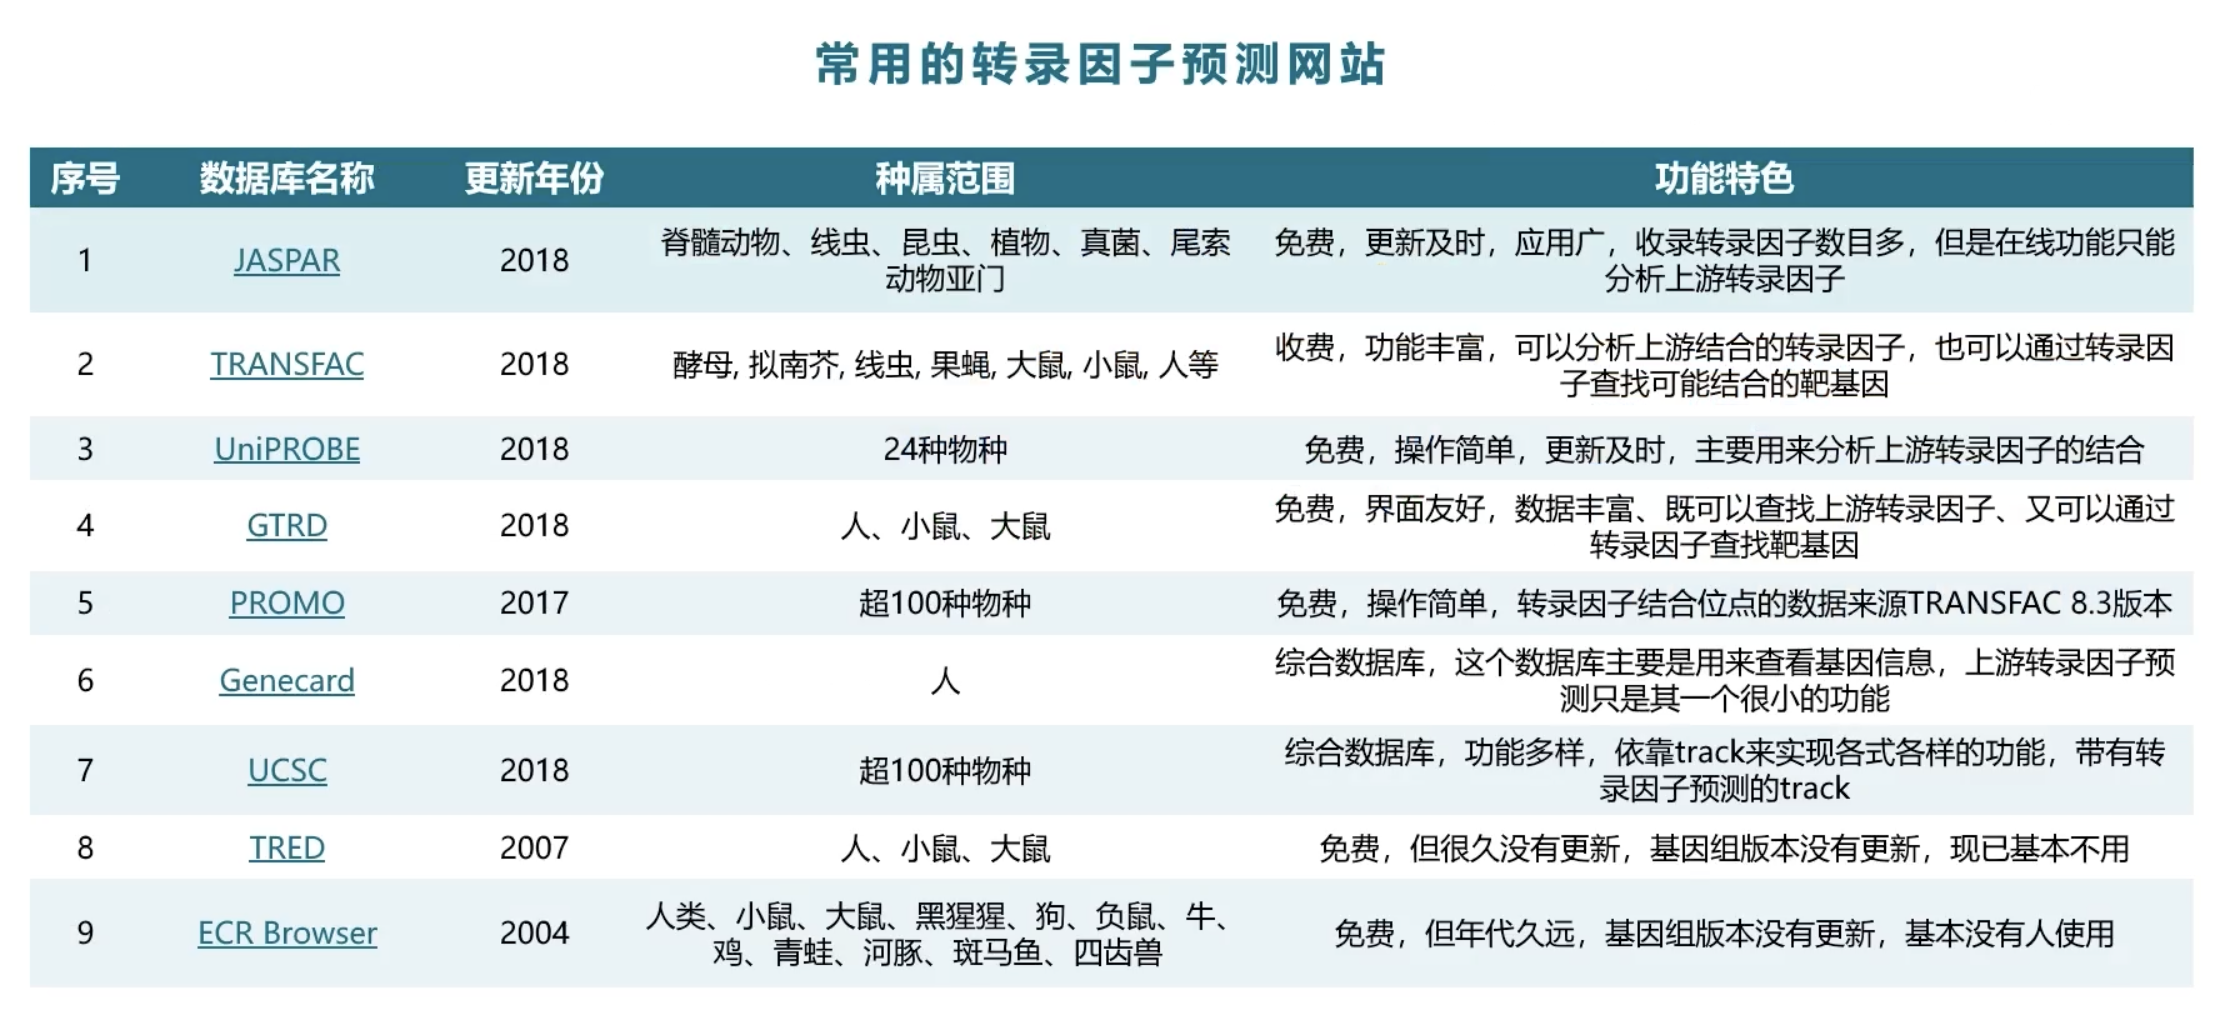 常用的转录因子预测网站
序号 数据库名称 更新年份 种属范围 功能特色
1 JASPAR 2018 脊髓动物、线虫、昆虫、植物、真菌、尾索
动物亚门 免费，更新及时，应用广，收录转录因子数目多，但是在线功能只能
分析上游转录因子
2 TRANSFAC 2018 酵母, 拟南芥, 线虫, 果蝇, 大鼠, 小鼠, 人等 收费，功能丰富，可以分析上游结合的转录因子，也可以通过转录因
子查找可能结合的靶基因
3 UniPROBE 2018 24种物种 免费，操作简单，更新及时，主要用来分析上游转录因子的结合
4 GTRD 2018 人、小鼠、大鼠 免费，界面友好，数据丰富、既可以查找上游转录因子、又可以通过
转录因子查找靶基因
5 PROMO 2017 超100种物种 免费，操作简单，转录因子结合位点的数据来源TRANSFAC 8.3版本
6 Genecard 2018 人 综合数据库，这个数据库主要是用来查看基因信息，上游转录因子预
测只是其一个很小的功能
7 UCSC 2018 超100种物种 综合数据库，功能多样，依靠track来实现各式各样的功能，带有转
录因子预测的track
8 TRED 2007 人、小鼠、大鼠 免费，但很久没有更新，基因组版本没有更新，现已基本不用
9 ECR Browser 2004 人类、小鼠、大鼠、黑猩猩、狗、负鼠、牛、
鸡、青蛙、河豚、斑马鱼、四齿兽 免费，但年代久远，基因组版本没有更新，基本没有人使用